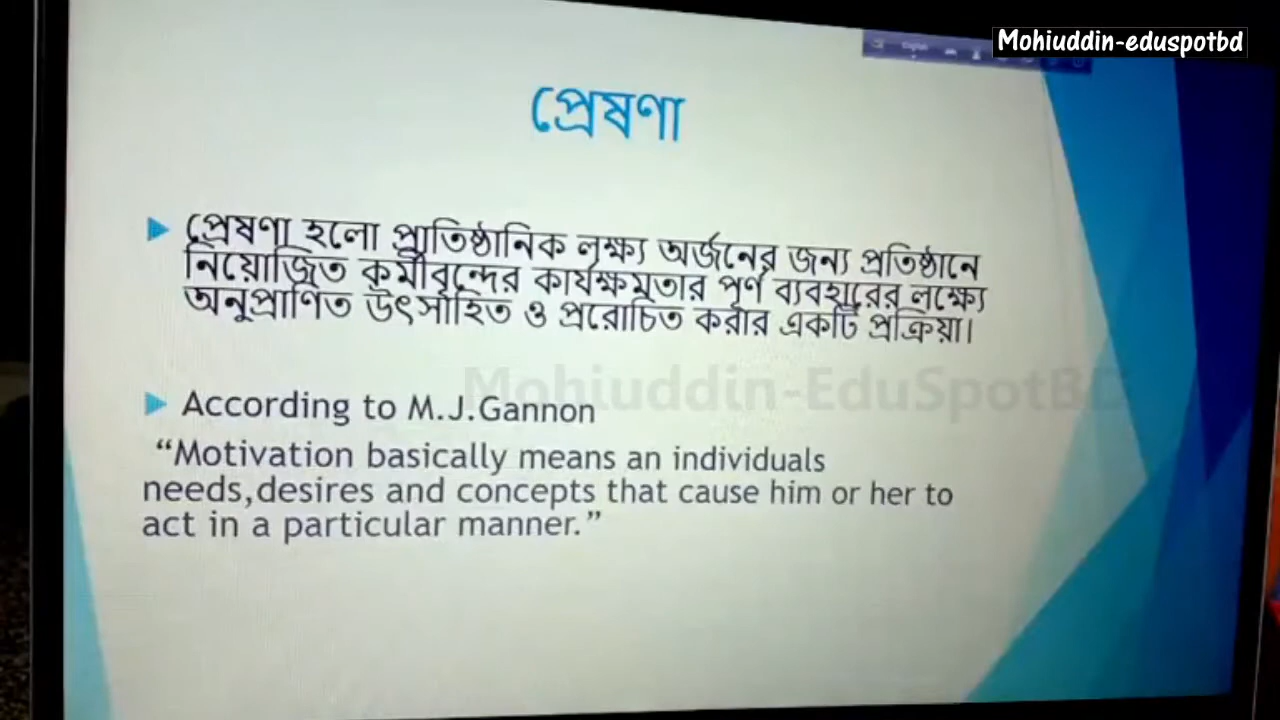 Mohiuddin-eduspotbd
English
প্রেষণা
প্রেষণা হলো প্রাতিষ্ঠানিক লক্ষ্য অর্জনের জন্য প্রতিষ্ঠানে
নিয়োজিত কর্মীবৃন্দের কার্যক্ষমতার পূর্ণ ব্যবহারের লক্ষ্যে
অনুপ্রাণিত উৎসাহিত ও প্ররোচিত করার একটি প্রক্রিয়া।
Mohiuddin-EduSpotBD
According to M.J.Gannon
“Motivation basically means an individuals
needs,desires and concepts that cause him or her to
act in a particular manner.”